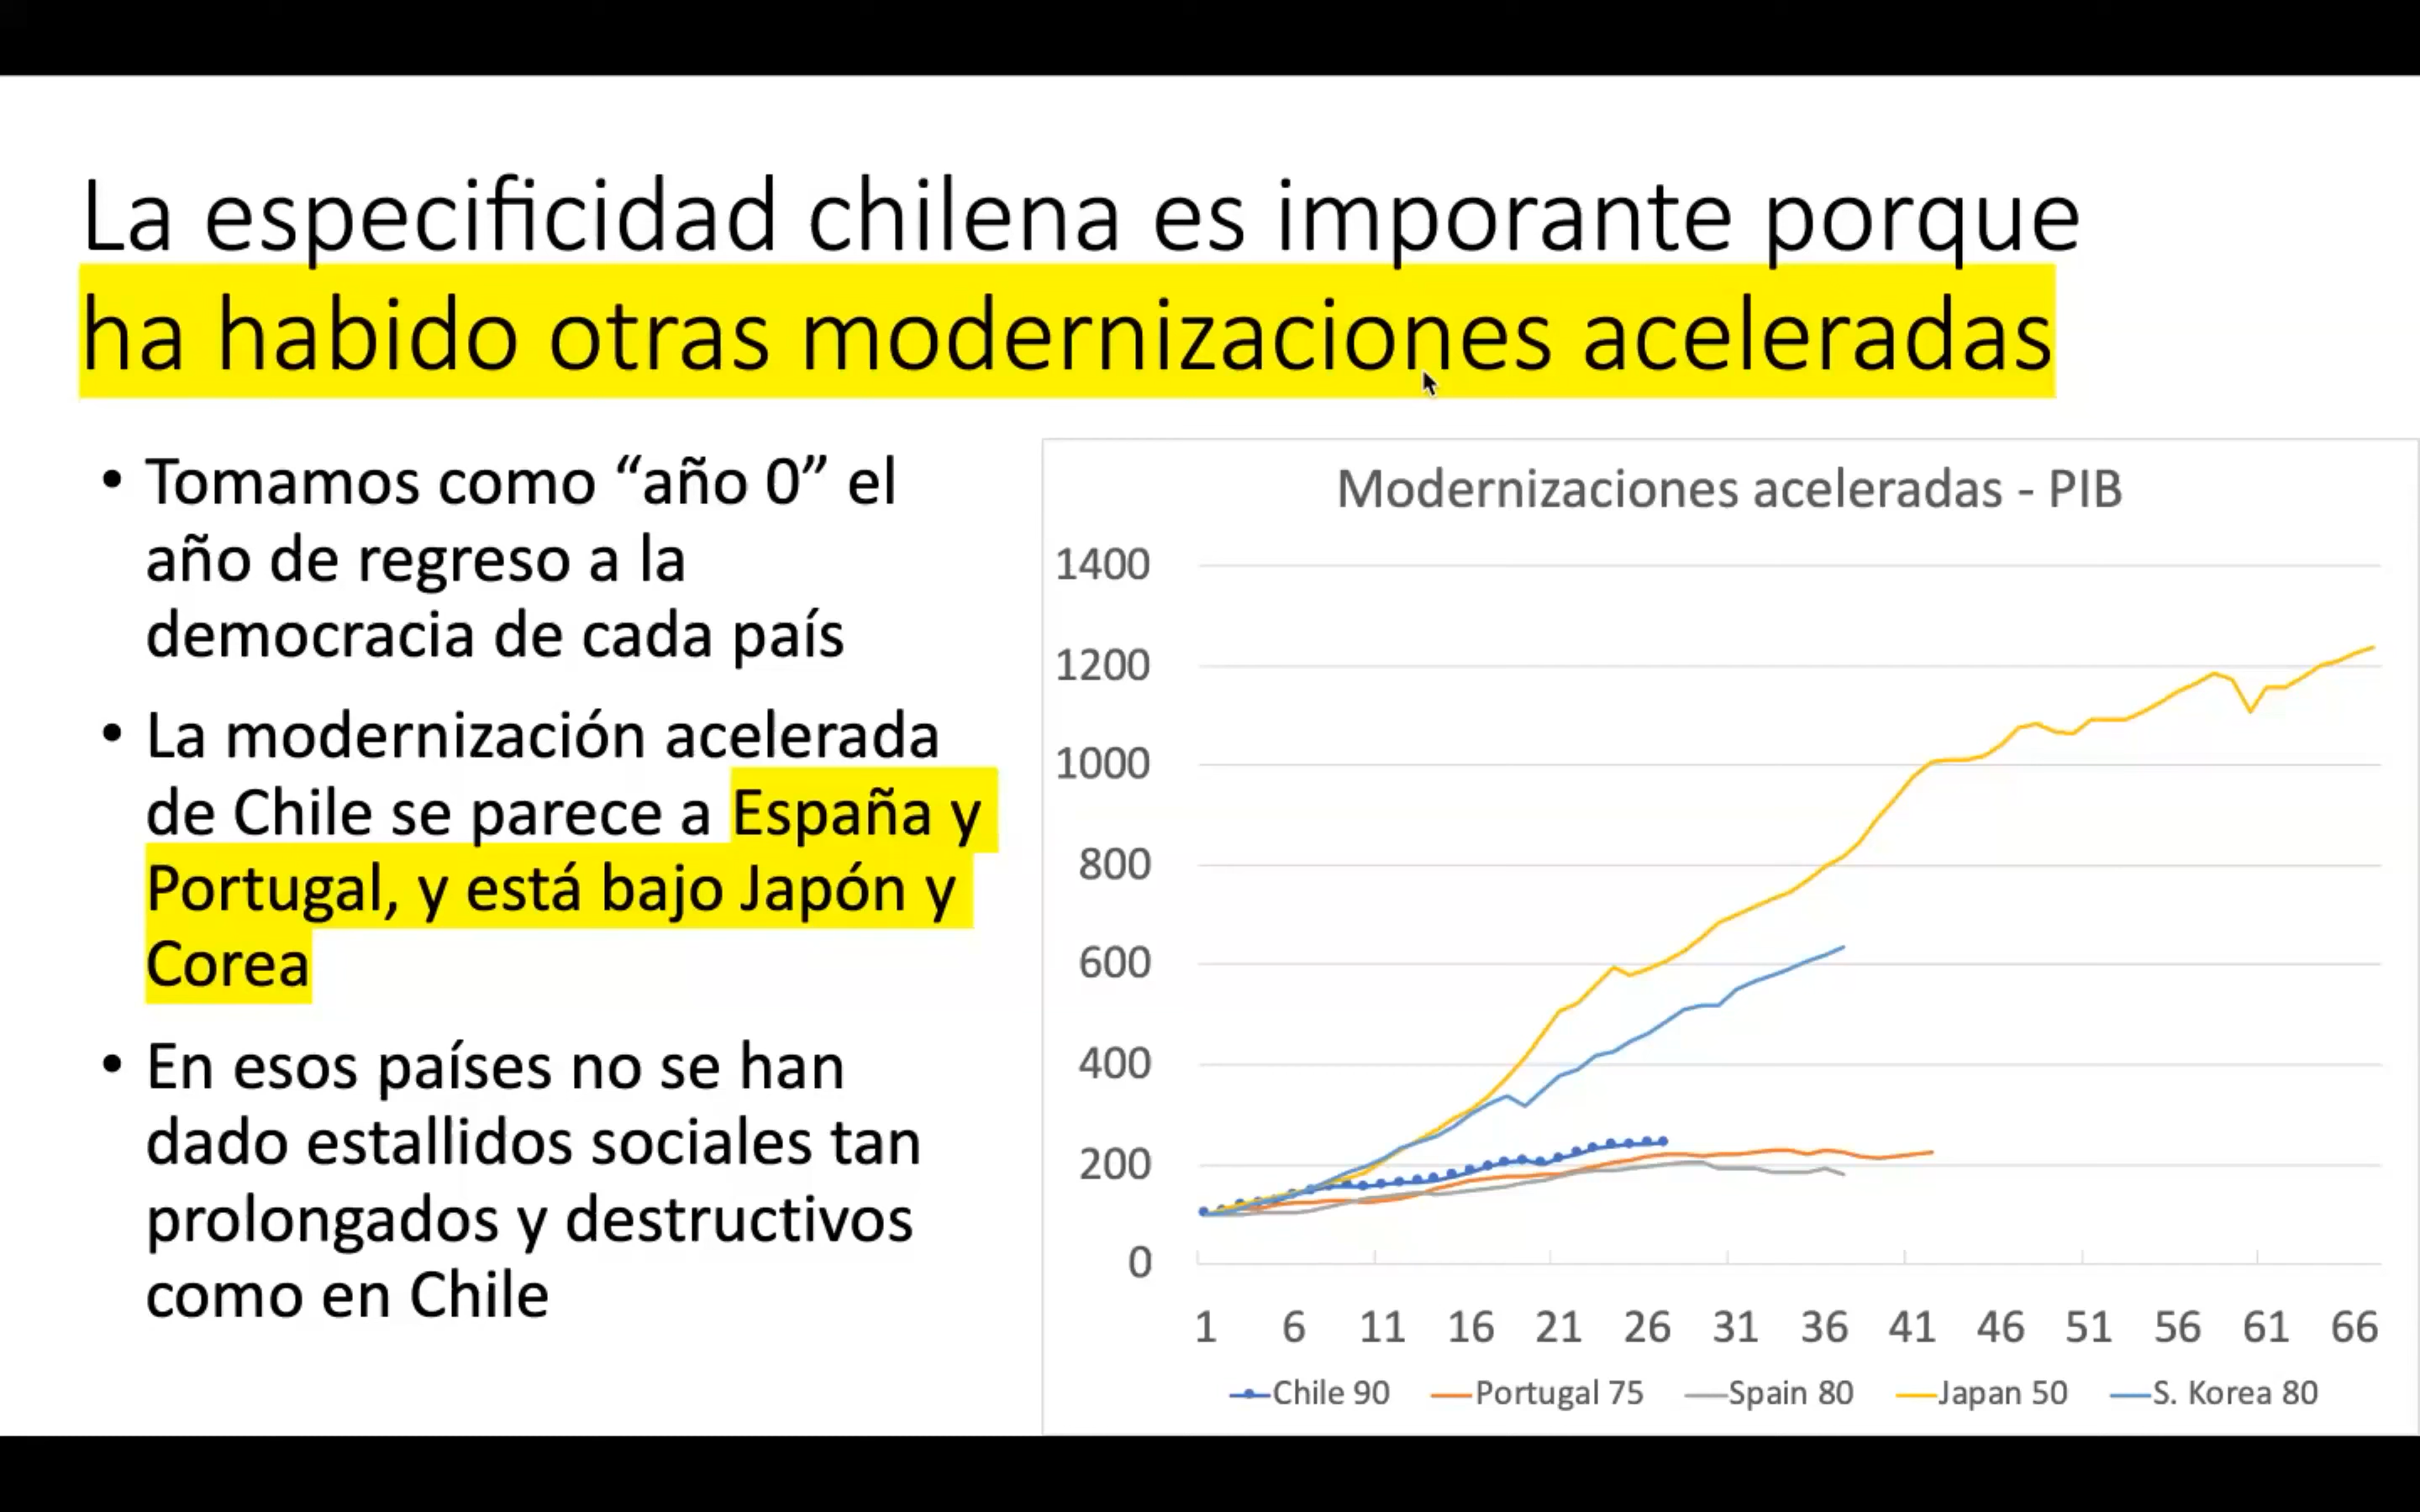 La especificidad chilena es imporante porque
ha habido otras modernizaciones aceleradas
• Tomamos como “año 0” el
año de regreso a la
democracia de cada país
• La modernización acelerada
de Chile se parece a España y
Portugal, y está bajo Japón y
Corea
• En esos países no se han
dado estallidos sociales tan
prolongados y destructivos
como en Chile
Modernizaciones aceleradas - PIB
1400
1200
1000
800
600
400
200
0
1 6 11 16 21 26 31 36 41 46 51 56 61 66
Chile 90 Portugal 75 Spain 80 Japan 50 S. Korea 80